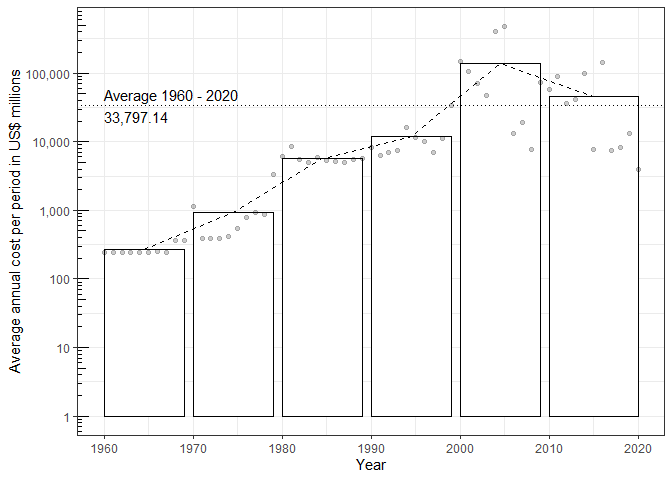 Average annual cost per period in US$ millions
100,000
10,000
1,000
100
10
1
Average 1960 - 2020
33,797.14
1960 1970 1980 1990 2000 2010 2020
Year